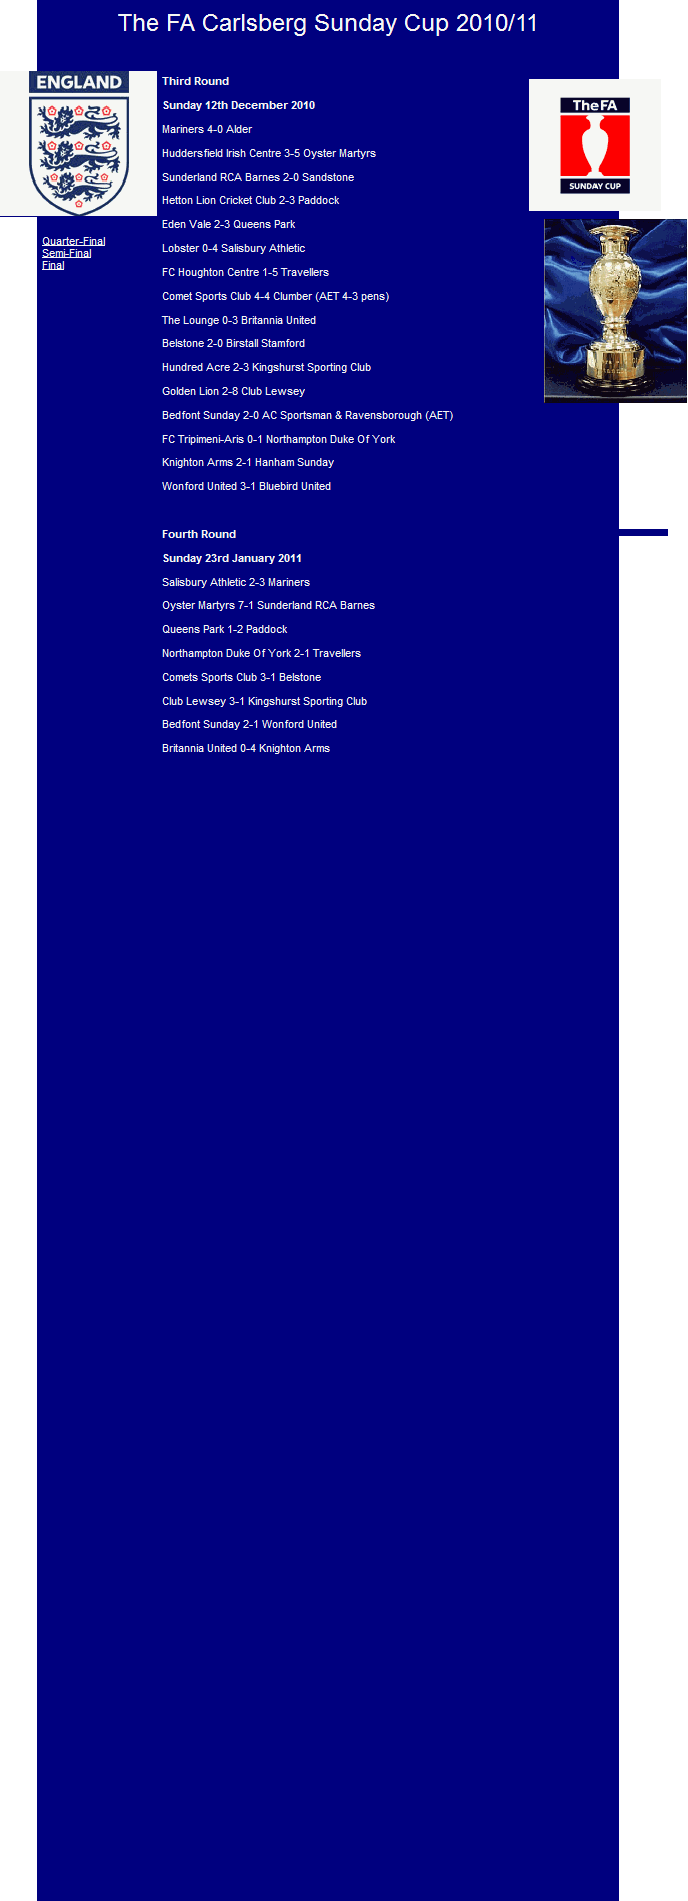 The FA Carlsberg Sunday Cup 2010/11
ENGLAND
Third Round
Sunday 12th December 2010
Mariners 4-0 Alder
Huddersfield Irish Centre 3-5 Oyster Martyrs
Sunderland RCA Barnes 2-0 Sandstone
Hetton Lion Cricket Club 2-3 Paddock
Eden Vale 2-3 Queens Park
Lobster 0-4 Salisbury Athletic
FC Houghton Centre 1-5 Travellers
Comet Sports Club 4-4 Clumber (AET 4-3 pens)
The Lounge 0-3 Britannia United
Belstone 2-0 Birstall Stamford
Hundred Acre 2-3 Kingshurst Sporting Club
Golden Lion 2-8 Club Lewsey
Bedfont Sunday 2-0 AC Sportsman & Ravensborough (AET)
FC Tripimeni-Aris 0-1 Northampton Duke Of York
Knighton Arms 2-1 Hanham Sunday
Wonford United 3-1 Bluebird United
Fourth Round
Sunday 23rd January 2011
Salisbury Athletic 2-3 Mariners
Oyster Martyrs 7-1 Sunderland RCA Barnes
Queens Park 1-2 Paddock
Northampton Duke Of York 2-1 Travellers
Comets Sports Club 3-1 Belstone
Club Lewsey 3-1 Kingshurst Sporting Club
Bedfont Sunday 2-1 Wonford United
Britannia United 0-4 Knighton Arms
Quarter-Final
Semi-Final
Final
The FA
SUNDAY CUP